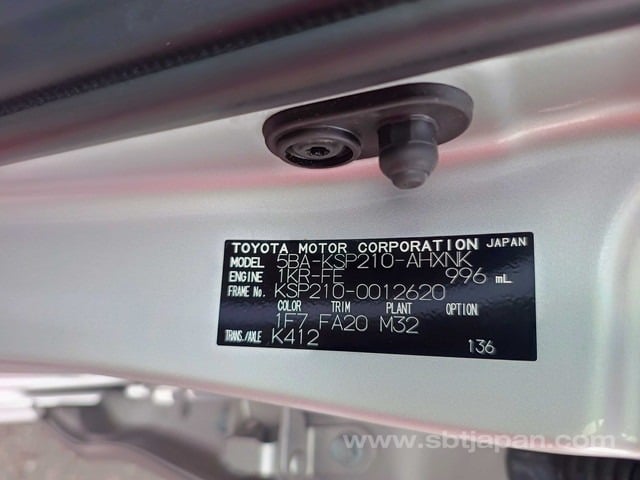 TOYOTA MOTOR CORPORATION JAPAN
MODEL 5BA-KSP210-AHXNK
ENGINE 1KR-FE 996 mL
FRAME No. KSP210-0012620
COLOR TRIM PLANT OPTION
1F7 FA20 M32
TRANS./AXLE K412
136
www.sbtjapan.com